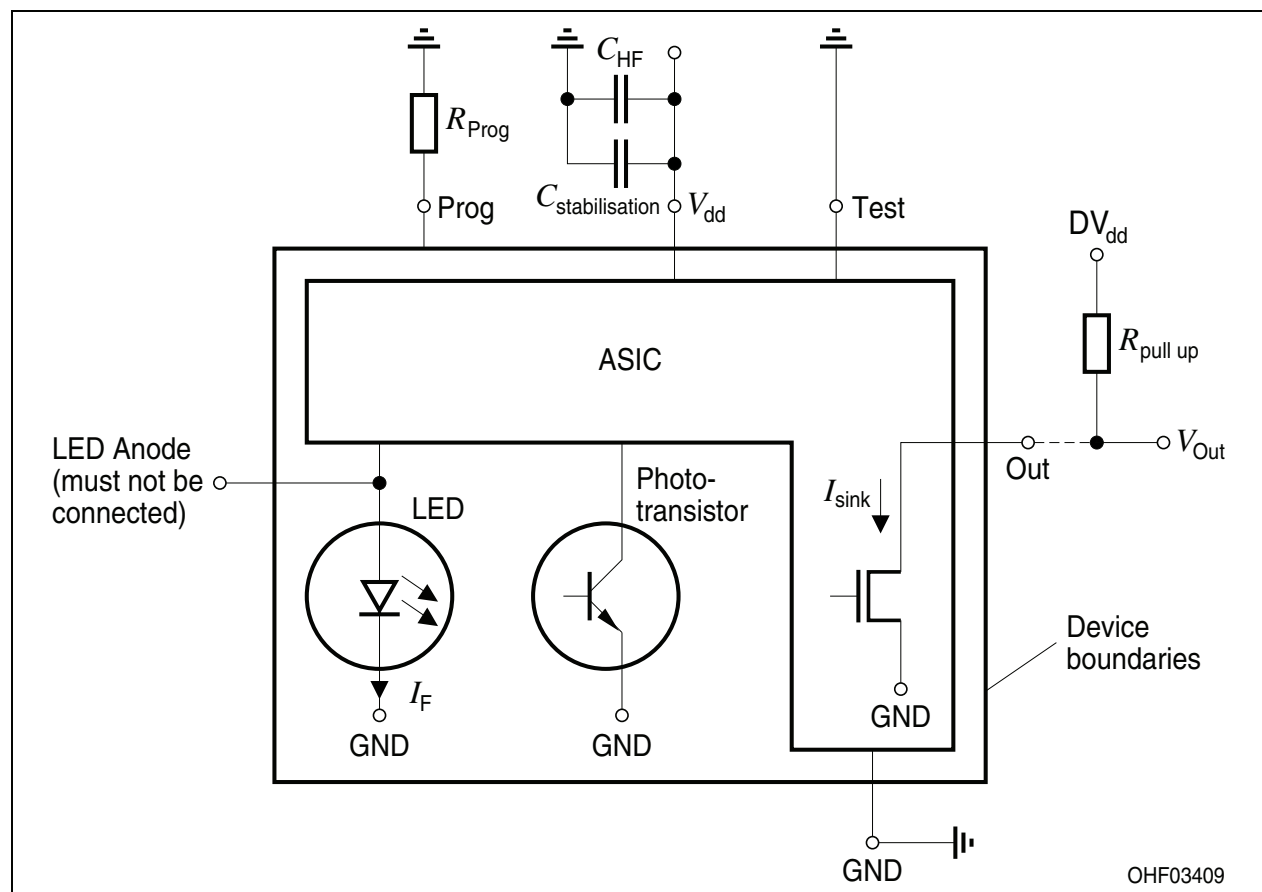 C_HF
R_Prog
C_stabilisation
V_dd
Prog
Test
DV_dd
R_pull up
ASIC
LED Anode
(must not be
connected)
LED
Photo-
transistor
I_sink
Out
V_Out
Device
boundaries
I_F
GND
GND
GND
GND
OHF03409